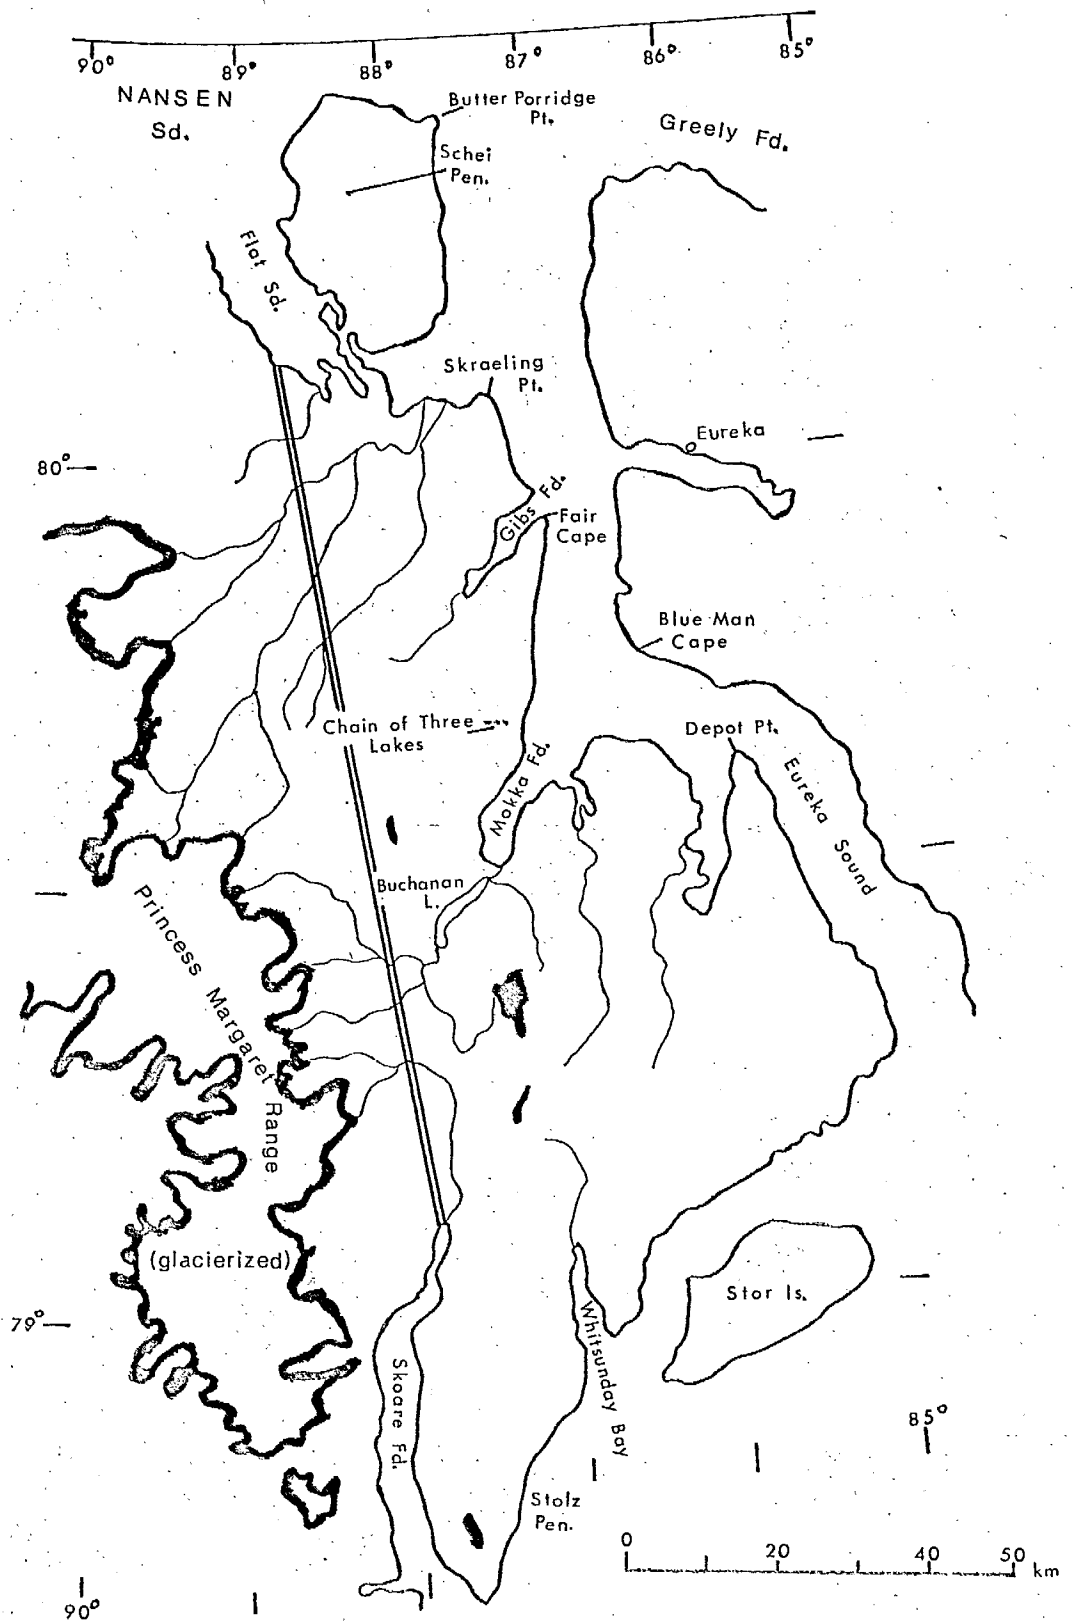 90°
89°
88°
87°
86°
85°
NANSEN
Sd.
Butter Porridge
Pt.
Greely Fd.
Schei
Pen.
Flat Sd.
Skraeling
Pt.
Eureka
80°
Gibs Fd.
Fair
Cape
Blue Man
Cape
Chain of Three
Lakes
Depot Pt.
Mokka Fd.
Eureka Sound
Buchanan
L.
Princess Margaret Range
(glacierized)
Stor Is.
79°
Whitsunday Bay
Skaare Fd.
85°
Stolz
Pen.
0
20
40
50
km
90°